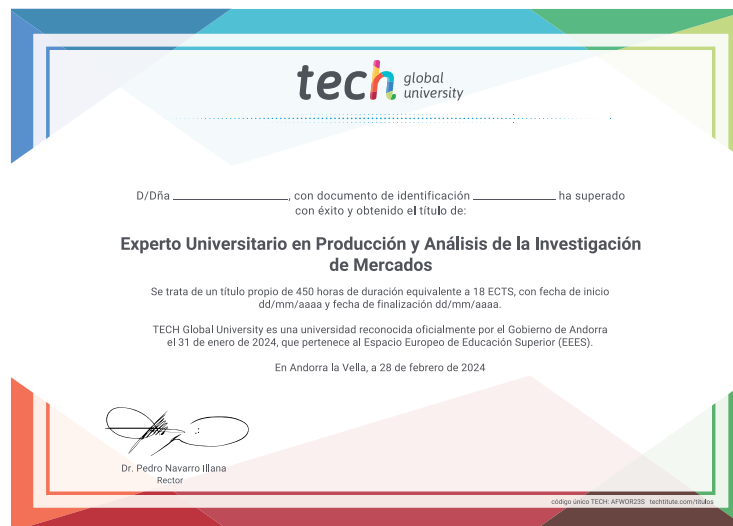 tech global
university
D/Dña __________________, con documento de identificación _____________ ha superado
con éxito y obtenido el título de:
Experto Universitario en Producción y Análisis de la Investigación
de Mercados
Se trata de un título propio de 450 horas de duración equivalente a 18 ECTS, con fecha de inicio
dd/mm/aaaa y fecha de finalización dd/mm/aaaa.
TECH Global University es una universidad reconocida oficialmente por el Gobierno de Andorra
el 31 de enero de 2024, que pertenece al Espacio Europeo de Educación Superior (EEES).
En Andorra la Vella, a 28 de febrero de 2024
Dr. Pedro Navarro Illana
Rector
código único TECH: AFWOR23S techtitute.com/titulos